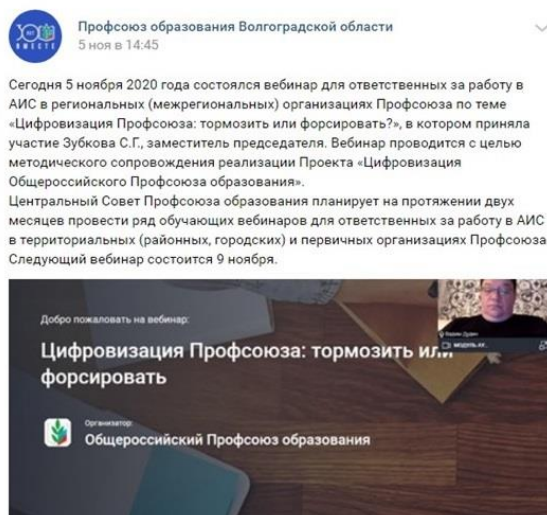 ВМЕСТЕ
Профсоюз образования Волгоградской области
5 ноя в 14:45
Сегодня 5 ноября 2020 года состоялся вебинар для ответственных за работу в
АИС в региональных (межрегиональных) организациях Профсоюза по теме
«Цифровизация Профсоюза: тормозить или форсировать?», в котором приняла
участие Зубкова С.Г., заместитель председателя. Вебинар проводится с целью
методического сопровождения реализации Проекта «Цифровизация
Общероссийского Профсоюза образования».
Центральный Совет Профсоюза образования планирует на протяжении двух
месяцев провести ряд обучающих вебинаров для ответственных за работу в АИС
в территориальных (районных, городских) и первичных организациях Профсоюза
Следующий вебинар состоится 9 ноября.
Добро пожаловать на вебинар:
Цифровизация Профсоюза: тормозить или
форсировать
Организатор:
Общероссийский Профсоюз образования